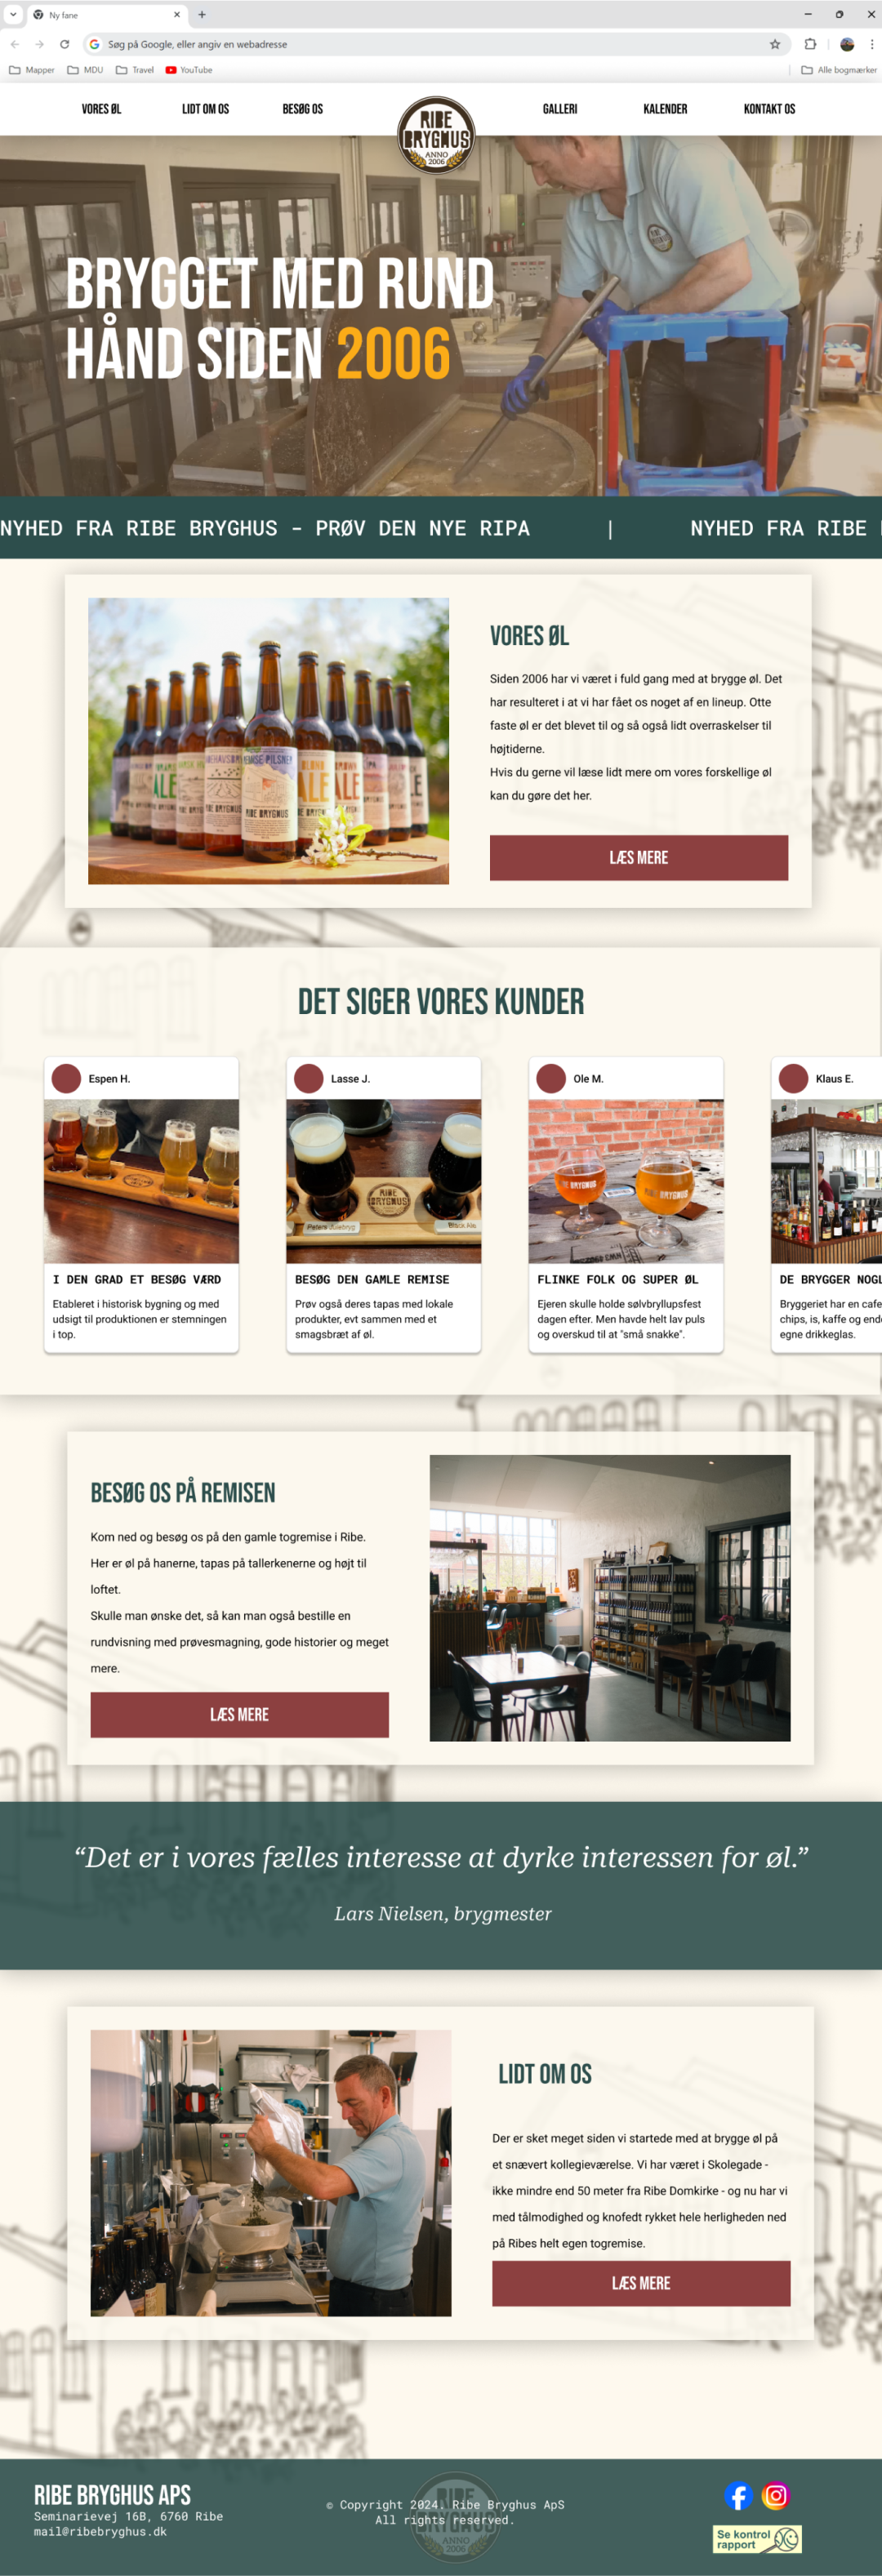 Ny fane
Søg på Google, eller angiv en webadresse
Mapper MDU Travel YouTube Alle bogmærker
VORES ØL LIDT OM OS BESØG OS GALLERI KALENDER KONTAKT OS
RIBE
BRYGHUS
ANNO
2006
BRYGGET MED RUND
HÅND SIDEN 2006
NYHED FRA RIBE BRYGHUS - PRØV DEN NYE RIPA | NYHED FRA RIBE
VORES ØL
Siden 2006 har vi været i fuld gang med at brygge øl. Det
har resulteret i at vi har fået os noget af en lineup. Otte
faste øl er det blevet til og så også lidt overraskelser til
højtiderne.
Hvis du gerne vil læse lidt mere om vores forskellige øl
kan du gøre det her.
LÆS MERE
DET SIGER VORES KUNDER
Espen H.
I DEN GRAD ET BESØG VÆRD
Etableret i historisk bygning og med
udsigt til produktionen er stemningen
i top.
Lasse J.
RIBE
BRYGHUS
Peters Julebryg
Black Ale
BESØG DEN GAMLE REMISE
Prøv også deres tapas med lokale
produkter, evt sammen med et
smagsbræt af øl.
Ole M.
FLINKE FOLK OG SUPER ØL
Ejeren skulle holde sølvbryllupsfest
dagen efter. Men havde helt lav puls
og overskud til at "små snakke".
Klaus E.
DE BRYGGER NOGL
Bryggeriet har en cafe
chips, is, kaffe og end
egne drikkeglas.
BESØG OS PÅ REMISEN
Kom ned og besøg os på den gamle togremise i Ribe.
Her er øl på hanerne, tapas på tallerkenerne og højt til
loftet.
Skulle man ønske det, så kan man også bestille en
rundvisning med prøvesmagning, gode historier og meget
mere.
LÆS MERE
“Det er i vores fælles interesse at dyrke interessen for øl.”
Lars Nielsen, brygmester
LIDT OM OS
Der er sket meget siden vi startede med at brygge øl på
et snævert kollegieværelse. Vi har været i Skolegade -
ikke mindre end 50 meter fra Ribe Domkirke - og nu har vi
med tålmodighed og knofedt rykket hele herligheden ned
på Ribes helt egen togremise.
LÆS MERE
RIBE BRYGHUS APS
Seminarievej 16B, 6760 Ribe
mail@ribebryghus.dk
© Copyright 2024. Ribe Bryghus ApS
All rights reserved.
RIBE
BRYGHUS
ANNO
2006
Se kontrol
rapport